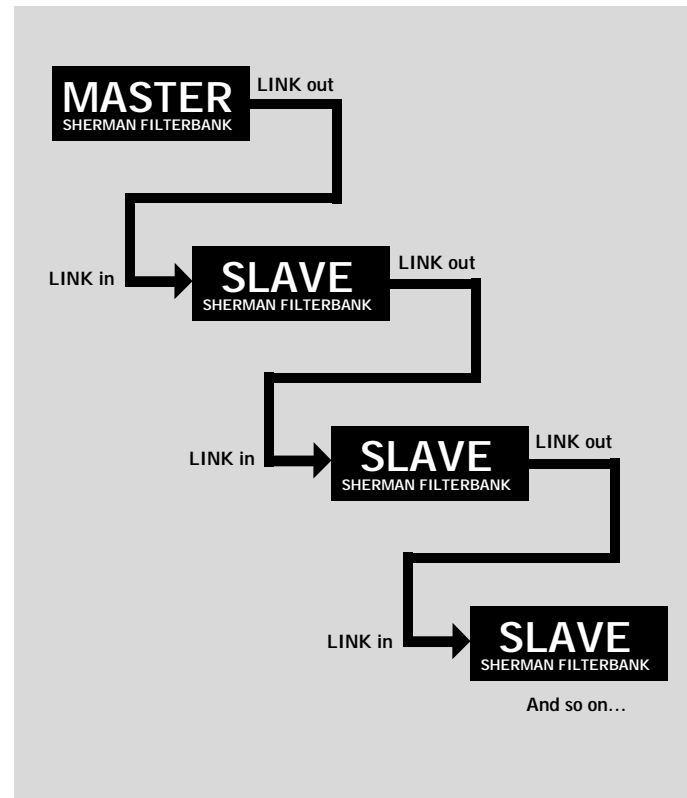 LINK out
MASTER
SHERMAN FILTERBANK
LINK in
SLAVE
SHERMAN FILTERBANK
LINK out
LINK in
SLAVE
SHERMAN FILTERBANK
LINK out
LINK in
SLAVE
SHERMAN FILTERBANK
And so on…